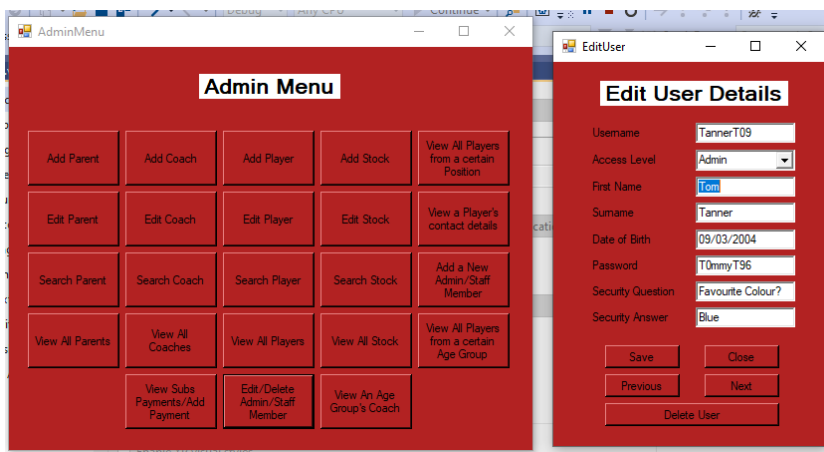 Debug
Any CPU
Continue
AdminMenu
Admin Menu
Add Parent
Add Coach
Add Player
Add Stock
View All Players
from a certain
Position
Edit Parent
Edit Coach
Edit Player
Edit Stock
View a Player's
contact details
Search Parent
Search Coach
Search Player
Search Stock
Add a New
Admin/Staff
Member
View All Parents
View All
Coaches
View All Players
View All Stock
View All Players
from a certain
Age Group
View Subs
Payments/Add
Payment
Edit/Delete
Admin/Staff
Member
View An Age
Group's Coach
EditUser
Edit User Details
Username TannerT09
Access Level Admin
First Name Tom
Surname Tanner
Date of Birth 09/03/2004
Password T0mmyT96
Security Question Favourite Colour?
Security Answer Blue
Save Close
Previous Next
Delete User